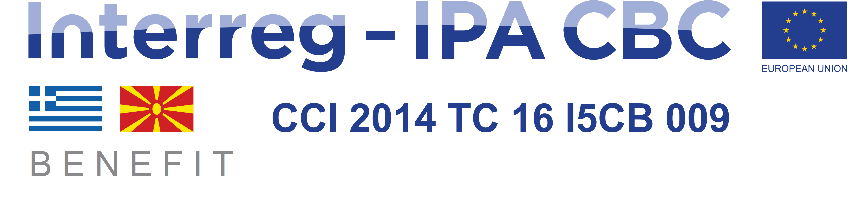 Interreg - IPA CBC
EUROPEAN UNION
CCI 2014 TC 16 I5CB 009
BENEFIT